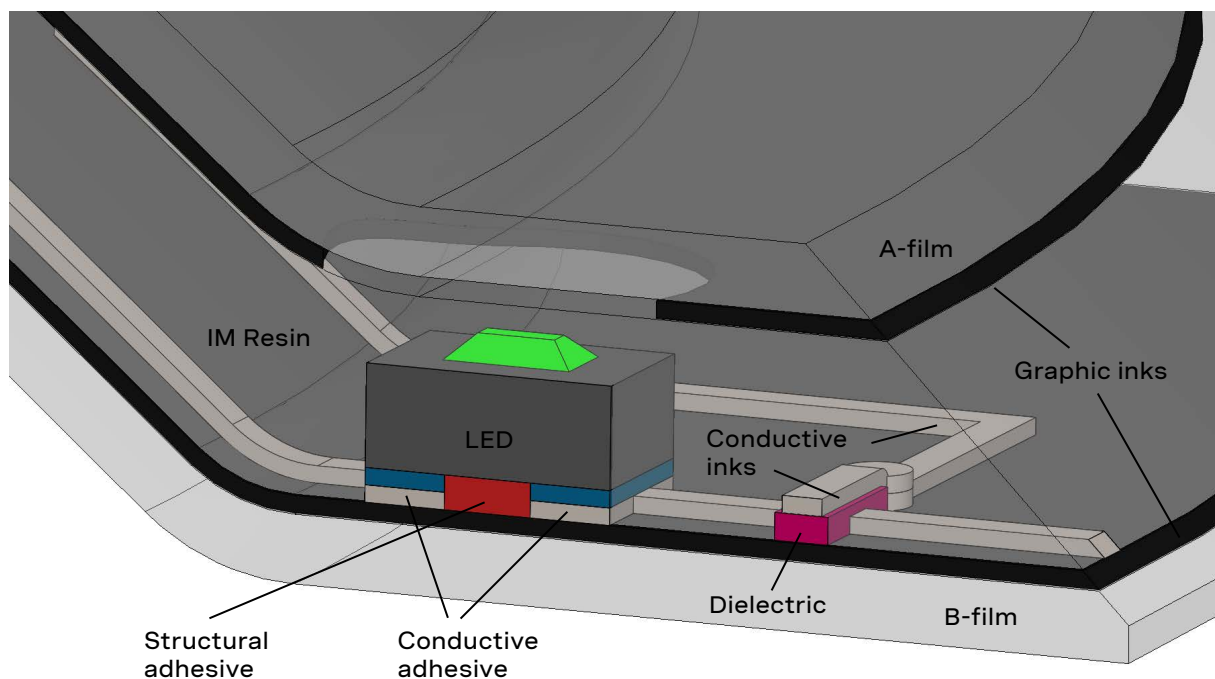 A-film
IM Resin
Graphic inks
LED
Conductive
inks
Dielectric
B-film
Structural
adhesive
Conductive
adhesive